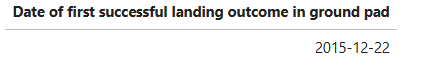 Date of first successful landing outcome in ground pad
2015-12-22